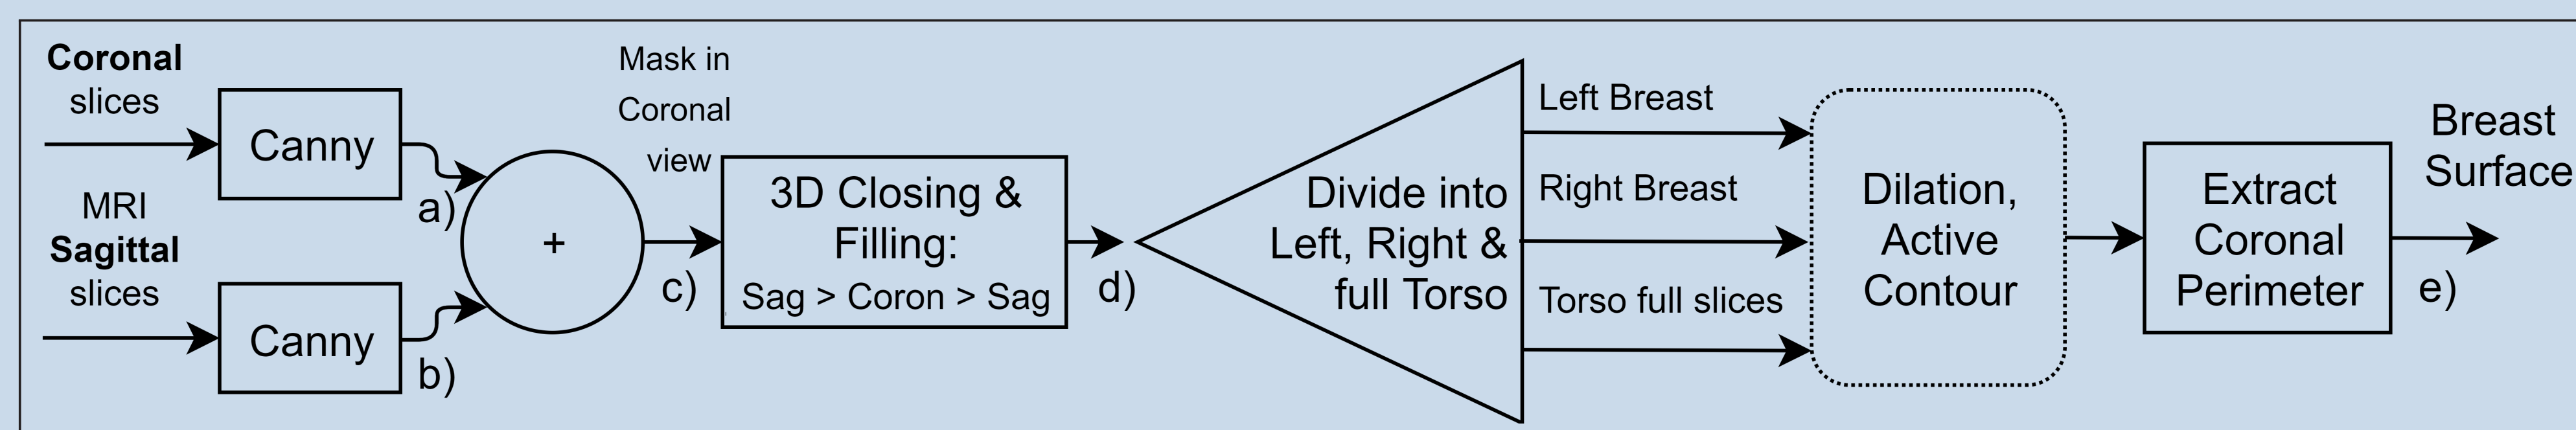 Coronal
slices
Canny
a)
MRI
Sagittal
slices
Canny
b)
+
Mask in
Coronal
view
c)
3D Closing &
Filling:
Sag > Coron > Sag
d)
Divide into
Left, Right &
full Torso
Left Breast
Right Breast
Torso full slices
Dilation,
Active
Contour
Extract
Coronal
Perimeter
Breast
Surface
e)